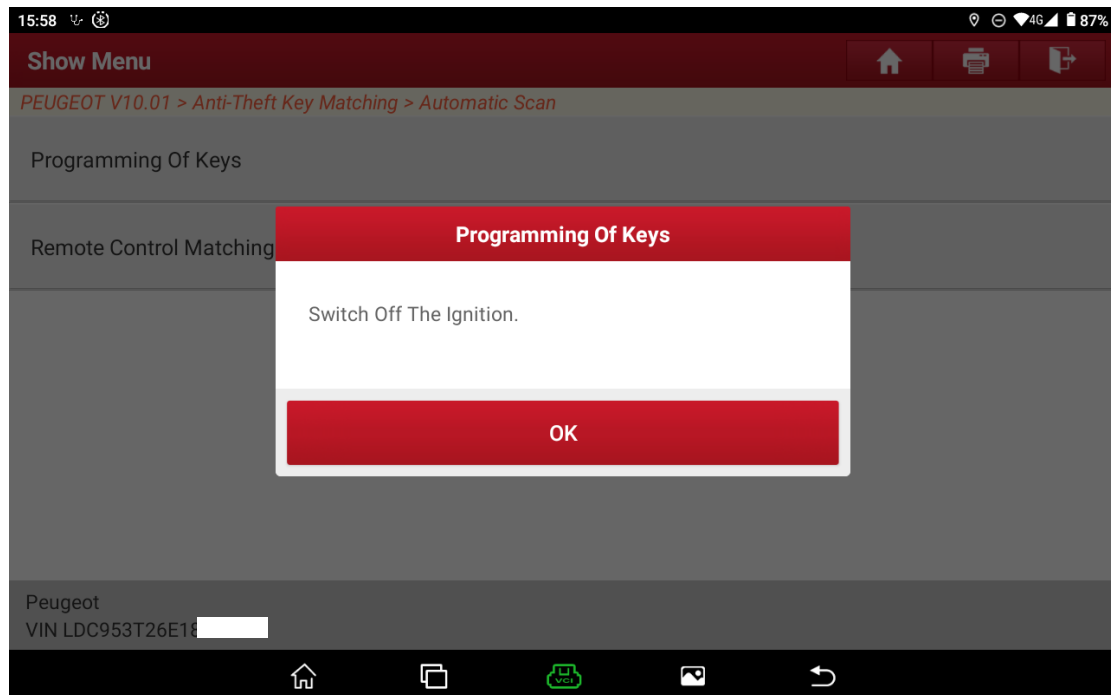 15:58 4G 87%
Show Menu
PEUGEOT V10.01 > Anti-Theft Key Matching > Automatic Scan
Programming Of Keys
Remote Control Matching
Programming Of Keys
Switch Off The Ignition.
OK
Peugeot
VIN LDC953T26E18
VCI